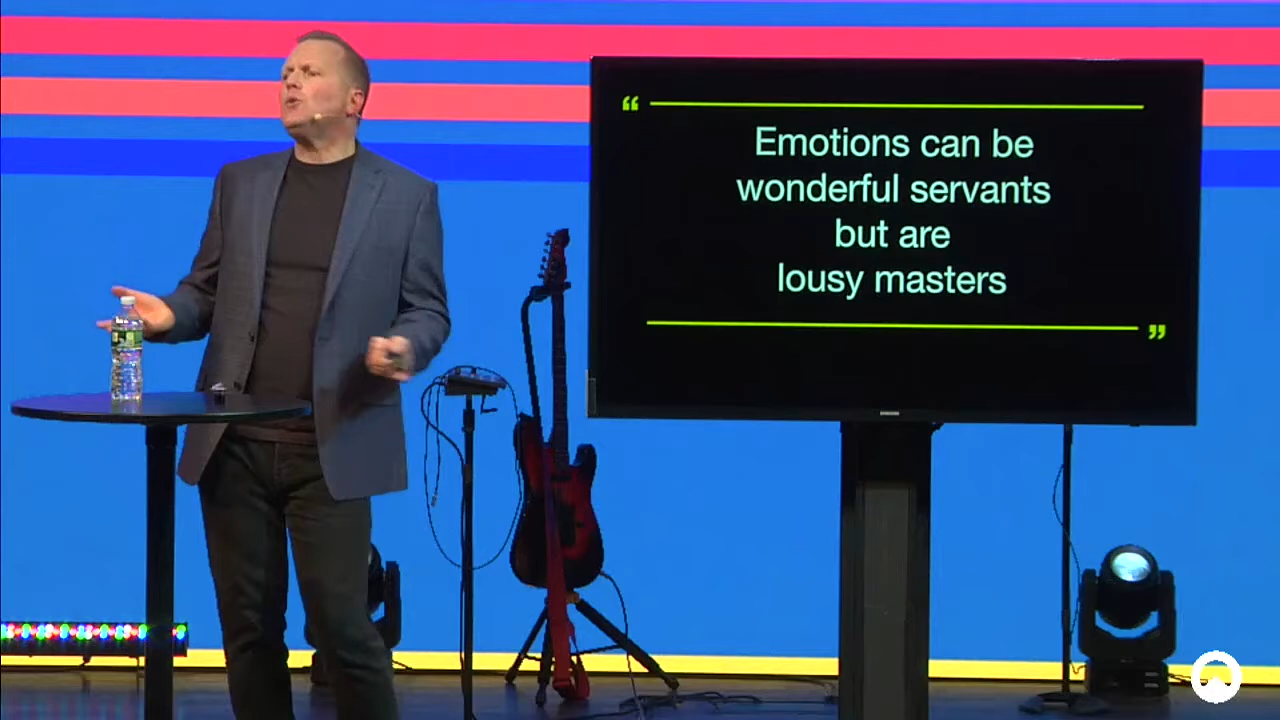 “
Emotions can be
wonderful servants
but are
lousy masters
”